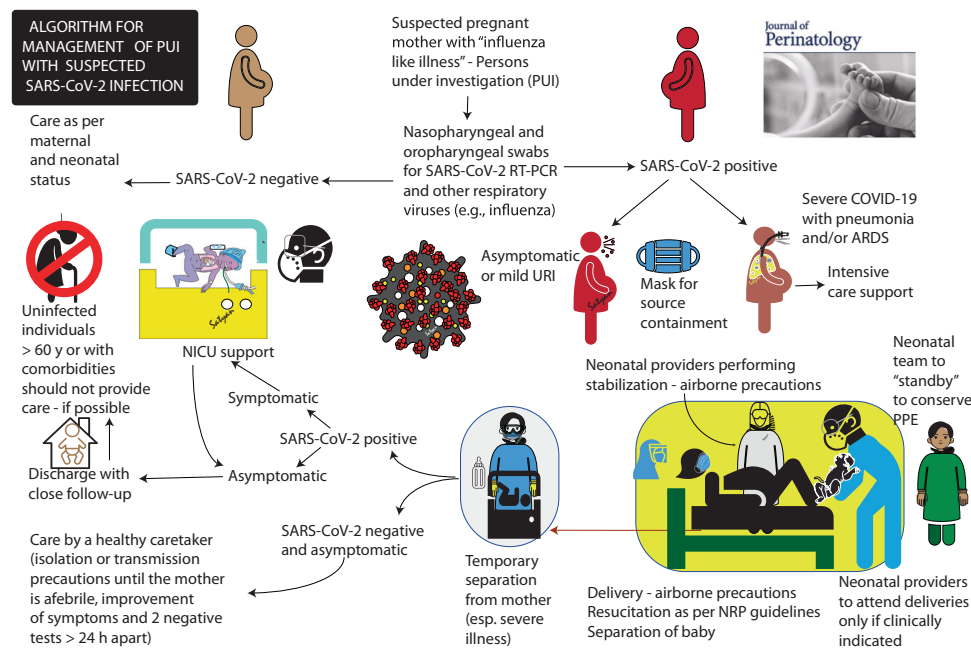 ALGORITHM FOR
MANAGEMENT OF PUI
WITH SUSPECTED
SARS-CoV-2 INFECTION
Suspected pregnant
mother with “influenza
like illness” - Persons
under investigation (PUI)
Journal of
Perinatology
Care as per
maternal
and neonatal
status
SARS-CoV-2 negative
Nasopharyngeal and
oropharyngeal swabs
for SARS-CoV-2 RT-PCR
and other respiratory
viruses (e.g., influenza)
SARS-CoV-2 positive
Severe COVID-19
with pneumonia
and/or ARDS
Asymptomatic
or mild URI
Satyan
Mask for
source
containment
Intensive
care support
Satyan
Uninfected
individuals
> 60 y or with
comorbidities
should not provide
care - if possible
NICU support
Neonatal providers performing
stabilization - airborne precautions
Neonatal
team to
“standby”
to conserve
PPE
Symptomatic
SARS-CoV-2 positive
Asymptomatic
Discharge with
close follow-up
SARS-CoV-2 negative
and asymptomatic
Care by a healthy caretaker
(isolation or transmission
precautions until the mother
is afebrile, improvement
of symptoms and 2 negative
tests > 24 h apart)
Temporary
separation
from mother
(esp. severe
illness)
Delivery - airborne precautions
Resucitation as per NRP guidelines
Separation of baby
Neonatal providers
to attend deliveries
only if clinically
indicated